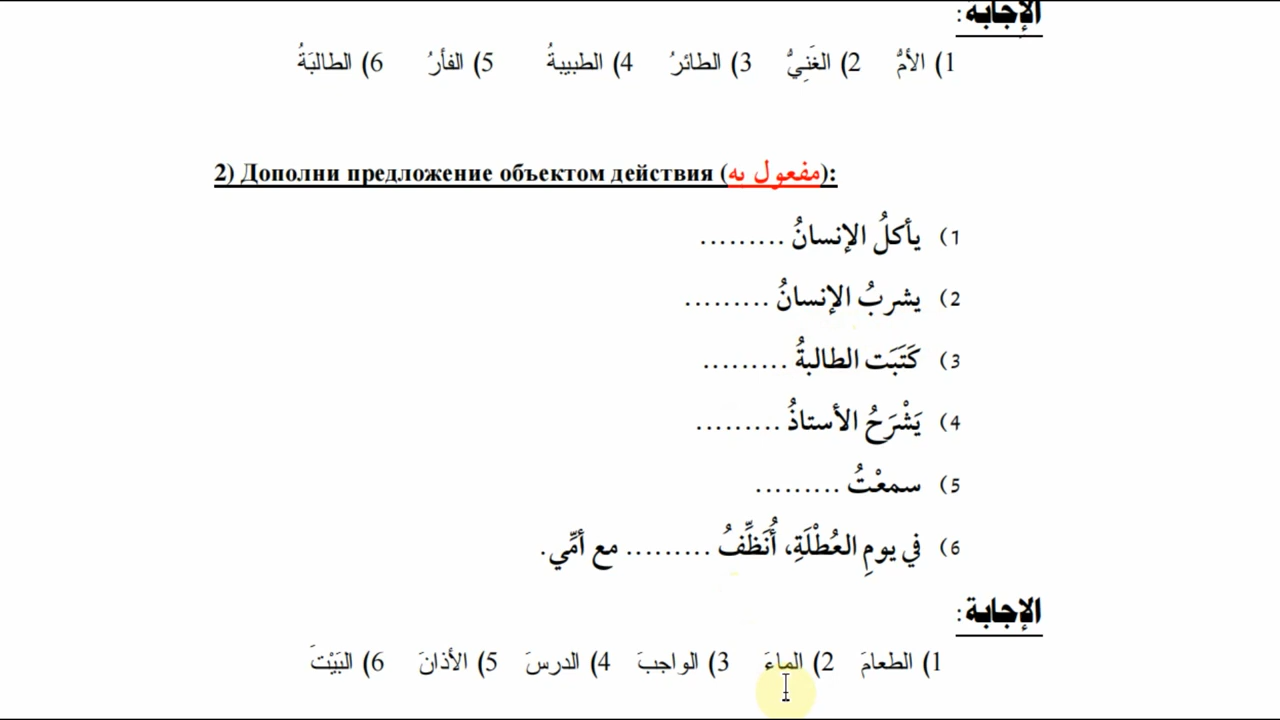 الإجابة:
1) الأمُّ 2) الغَنِيُّ 3) الطائرُ 4) الطبيبةُ 5) الفأرُ 6) الطالبَةُ
2) Дополни предложение объектом действия (مفعول به):
1) يأكلُ الإنسانُ .........
2) يشربُ الإنسانُ .........
3) كَتَبَت الطالبةُ .........
4) يَشْرَحُ الأستاذُ .........
5) سمعْتُ .........
6) في يومِ العُطْلَةِ، أُنَظِّفُ ......... مع أمِّي.
الإجابة:
1) الطعامَ 2) الماءَ 3) الواجبَ 4) الدرسَ 5) الأذانَ 6) البَيْتَ